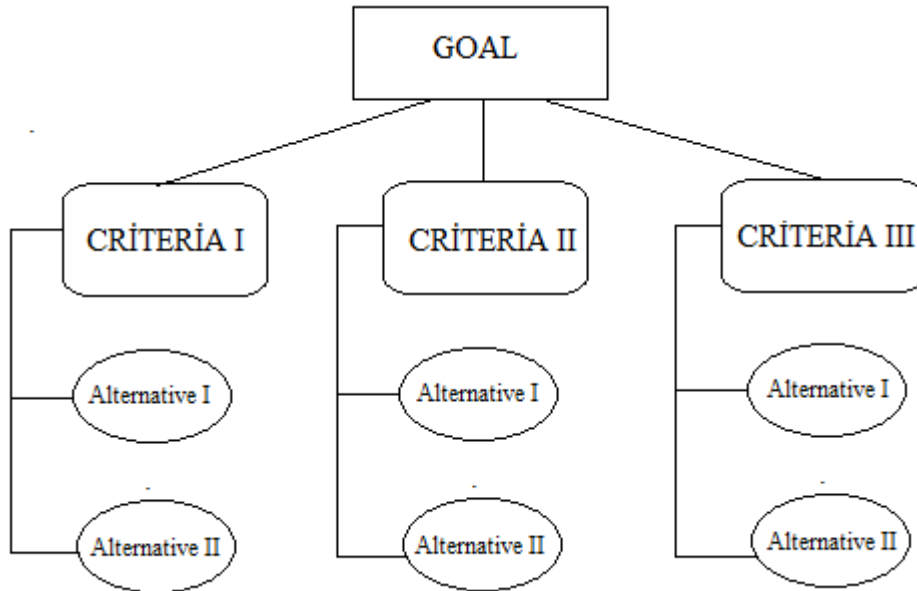 GOAL
CRİTERİA I
CRİTERİA II
CRİTERİA III
Alternative I
Alternative I
Alternative I
Alternative II
Alternative II
Alternative II